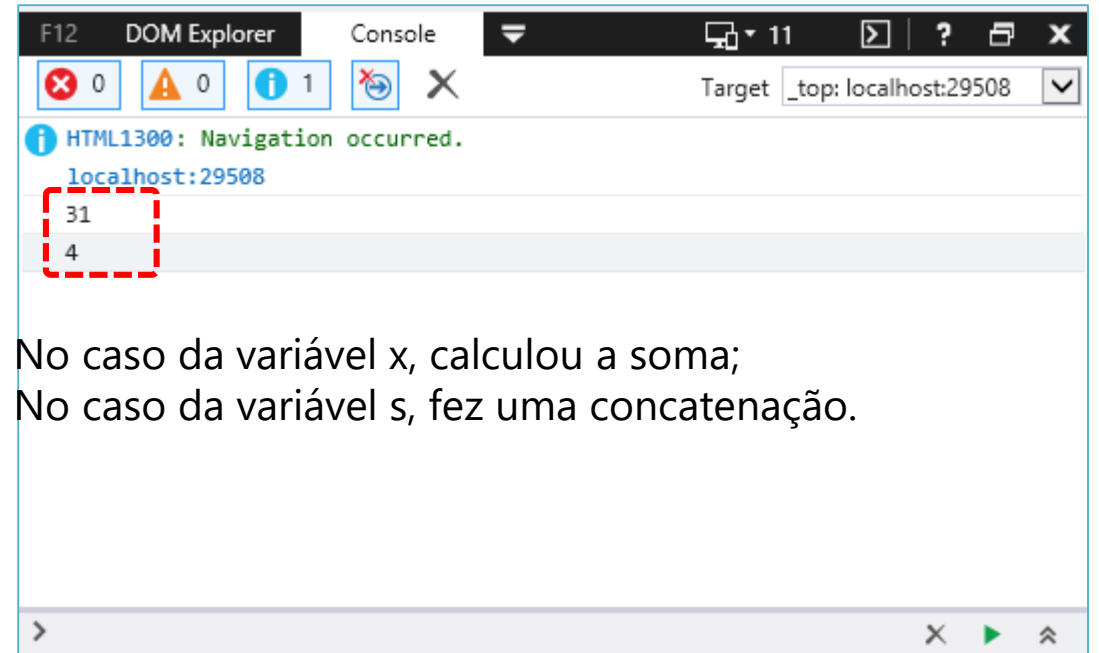 F12 DOM Explorer Console 11 ?
0 0 1 Target _top: localhost:29508
HTML1300: Navigation occurred.
localhost:29508
31
4
No caso da variável x, calculou a soma;
No caso da variável s, fez uma concatenação.